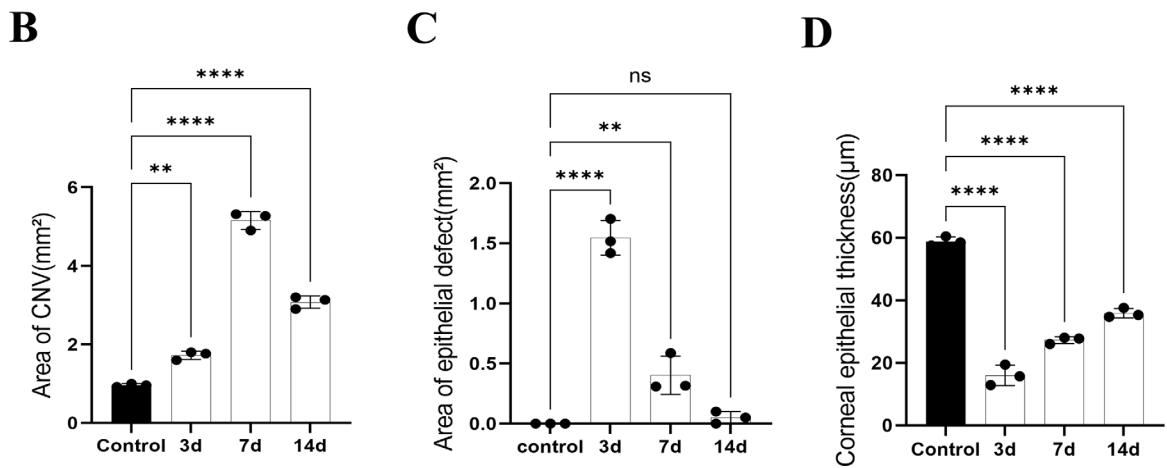 B
****
****
**
Area of CNV(mm²)
6
4
2
0
Control 3d 7d 14d
C
ns
**
****
Area of epithelial defect(mm²)
2.0
1.5
1.0
0.5
0.0
control 3d 7d 14d
D
****
****
****
Corneal epithelial thickness(μm)
80
60
40
20
0
Control 3d 7d 14d